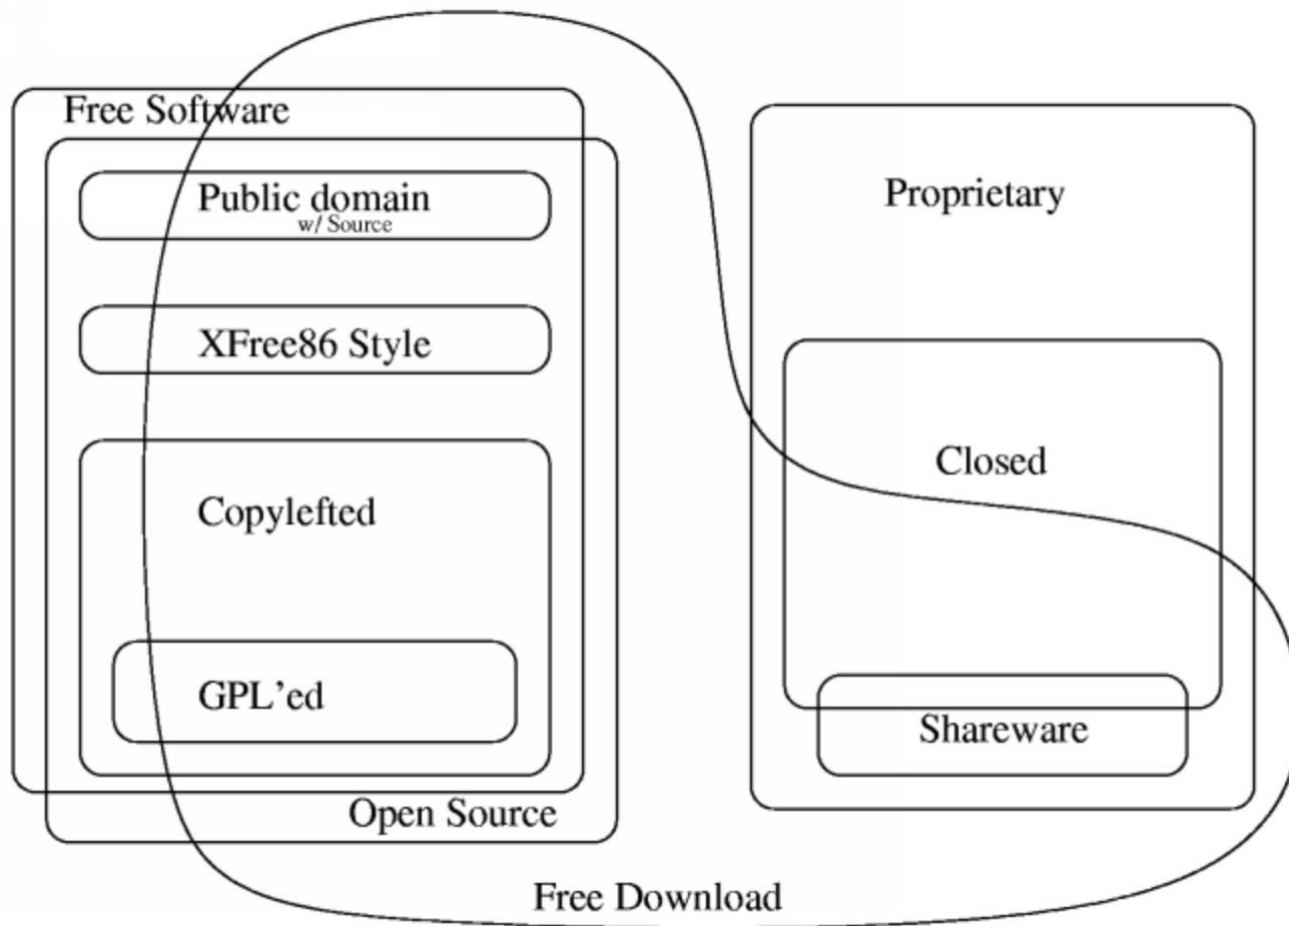 Free Software
Public domain
w/ Source
XFree86 Style
Copylefted
GPL'ed
Open Source
Proprietary
Closed
Shareware
Free Download